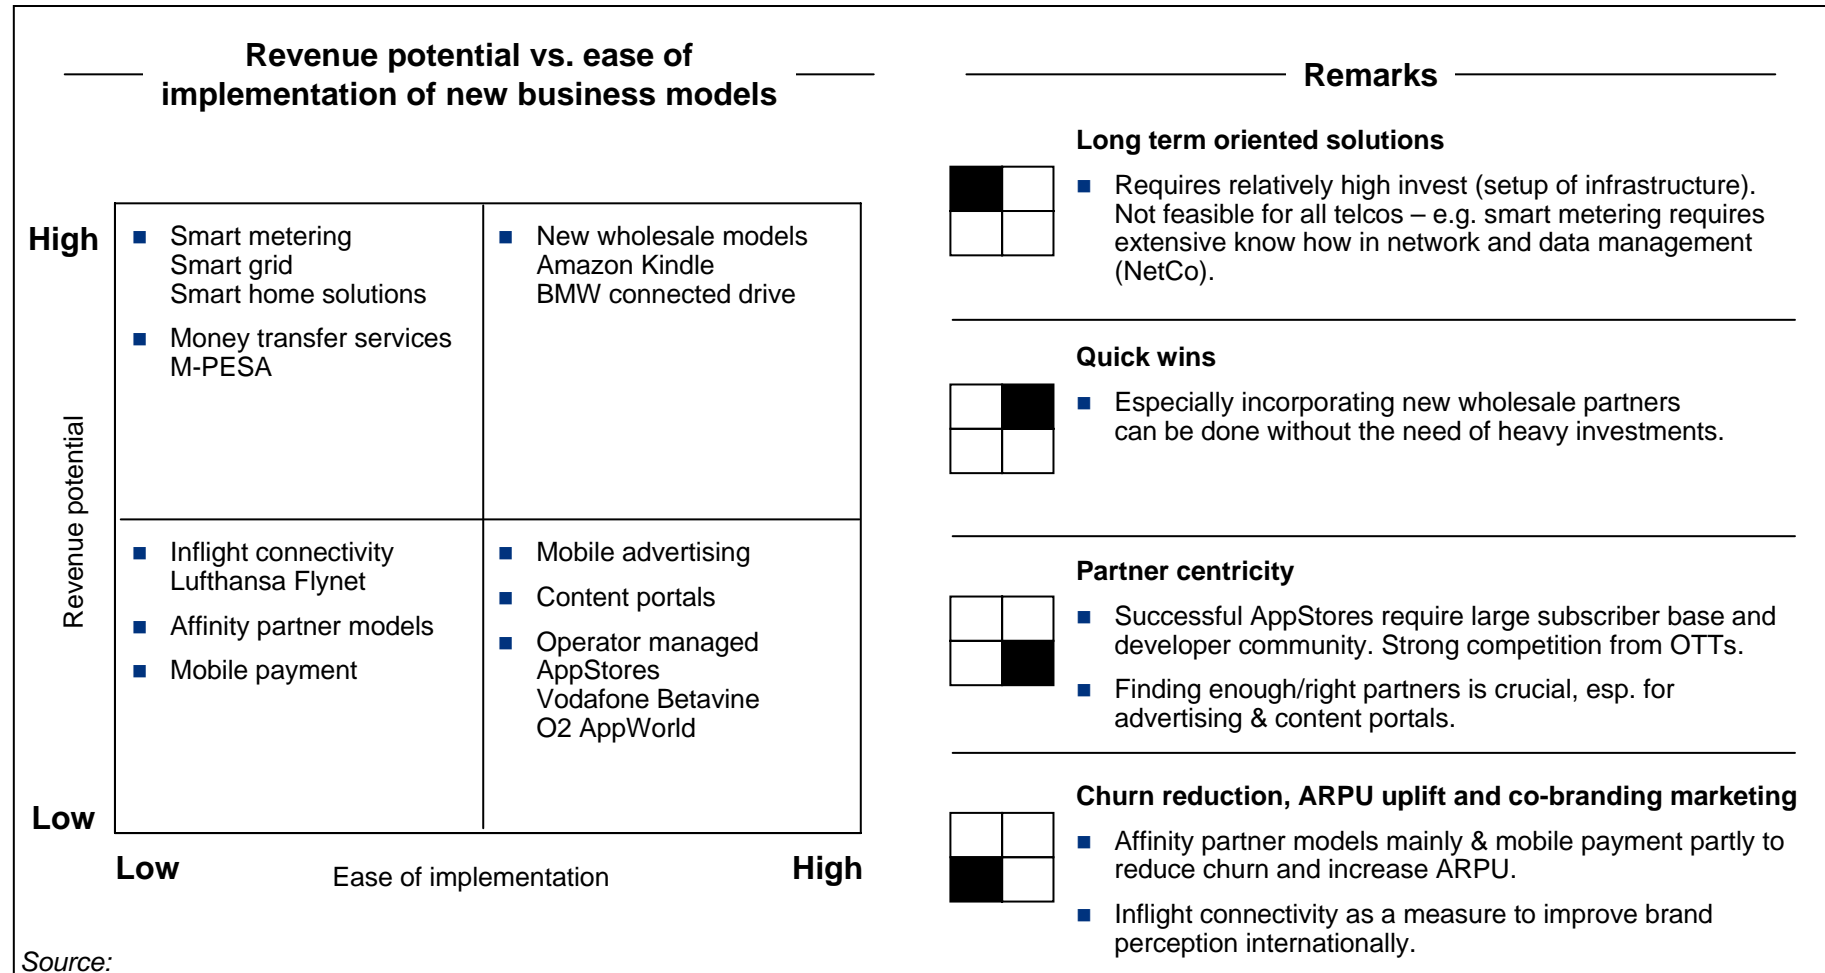 Revenue potential vs. ease of
implementation of new business models
High
Revenue potential
Low
Smart metering
Smart grid
Smart home solutions
Money transfer services
M-PESA
New wholesale models
Amazon Kindle
BMW connected drive
Inflight connectivity
Lufthansa Flynet
Affinity partner models
Mobile payment
Mobile advertising
Content portals
Operator managed
AppStores
Vodafone Betavine
O2 AppWorld
Low
Ease of implementation
High
Source:
Remarks
Long term oriented solutions
Requires relatively high invest (setup of infrastructure).
Not feasible for all telcos – e.g. smart metering requires
extensive know how in network and data management
(NetCo).
Quick wins
Especially incorporating new wholesale partners
can be done without the need of heavy investments.
Partner centricity
Successful AppStores require large subscriber base and
developer community. Strong competition from OTTs.
Finding enough/right partners is crucial, esp. for
advertising & content portals.
Churn reduction, ARPU uplift and co-branding marketing
Affinity partner models mainly & mobile payment partly to
reduce churn and increase ARPU.
Inflight connectivity as a measure to improve brand
perception internationally.